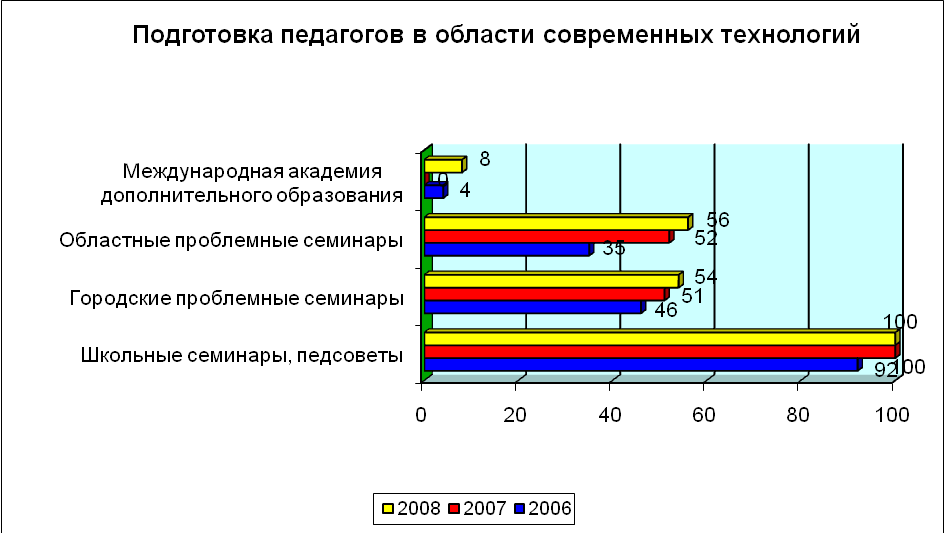 Подготовка педагогов в области современных технологий
Международная академия
дополнительного образования
8
0
4
Областные проблемные семинары
56
52
35
Городские проблемные семинары
54
51
46
Школьные семинары, педсоветы
100
100
92
0 20 40 60 80 100
2008 2007 2006